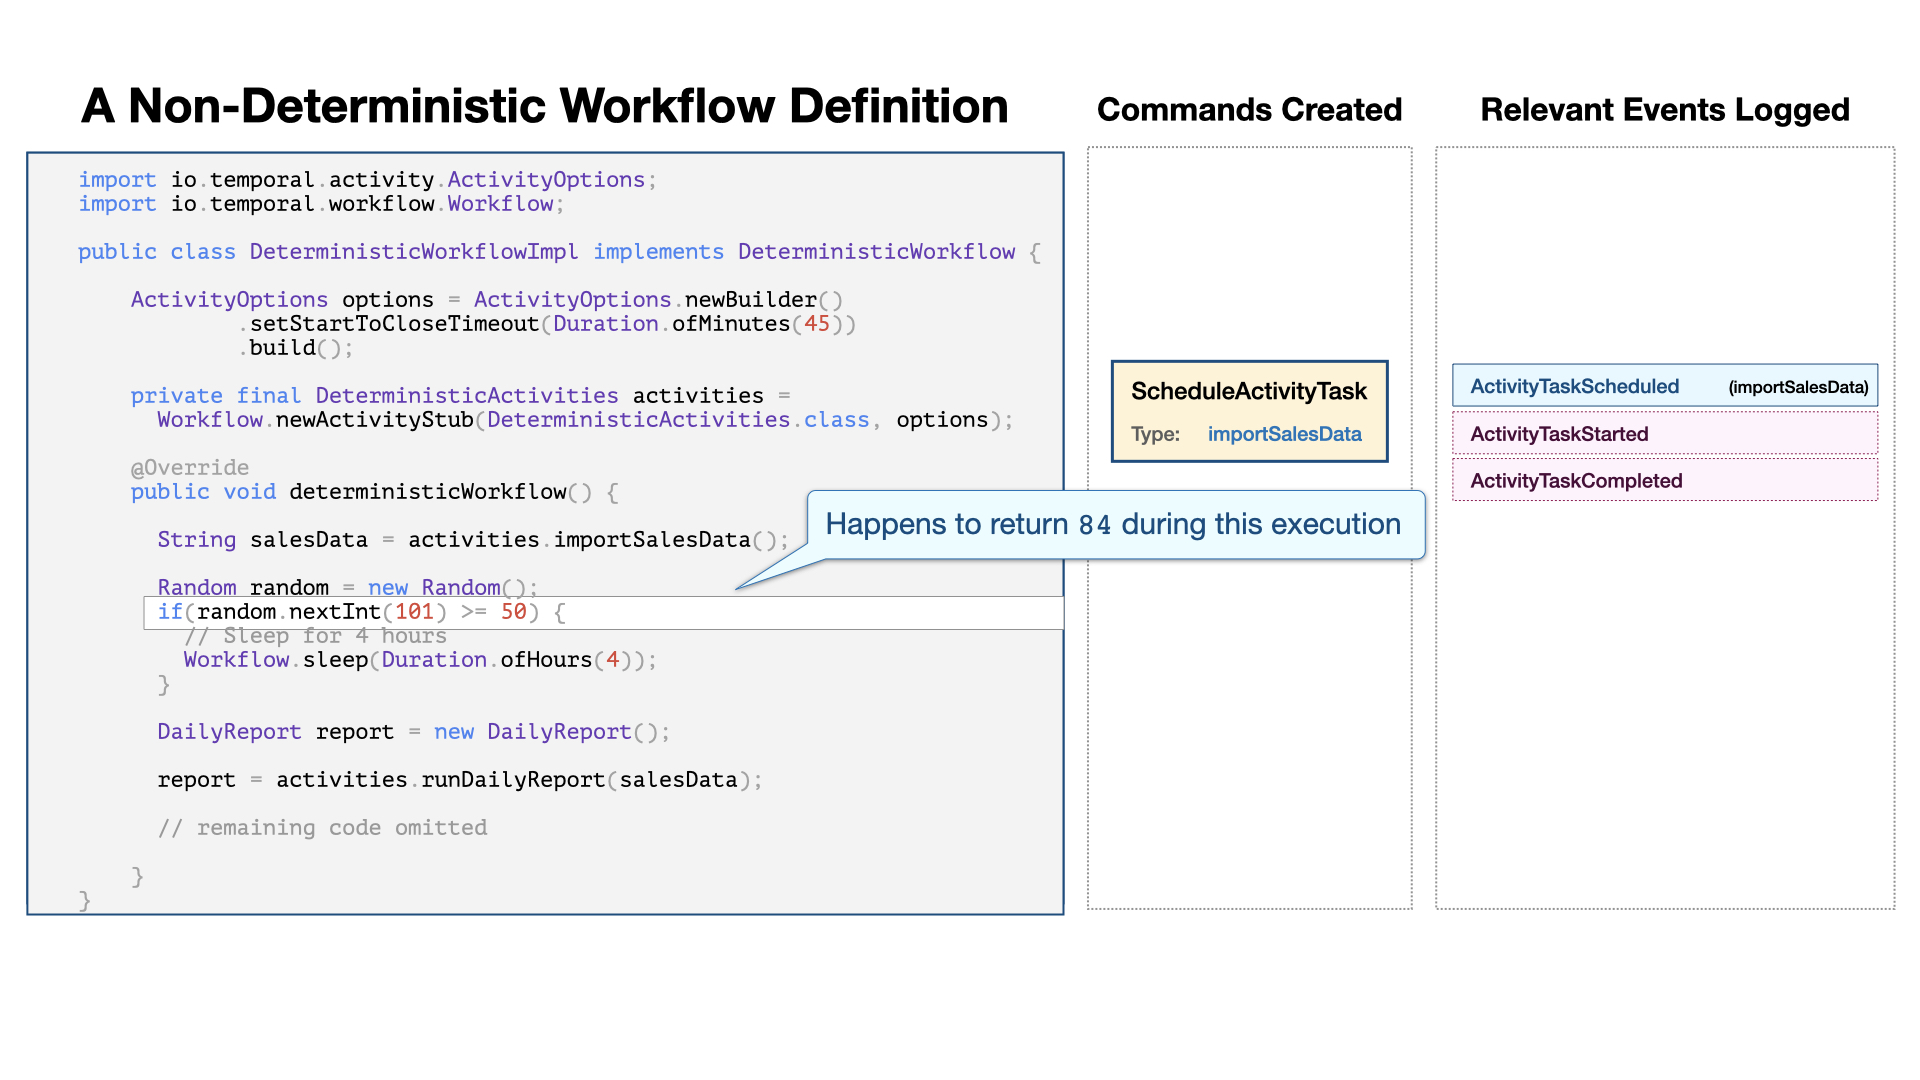 A Non-Deterministic Workflow Definition
import io.temporal.activity.ActivityOptions;
import io.temporal.workflow.Workflow;
public class DeterministicWorkflowImpl implements DeterministicWorkflow {
ActivityOptions options = ActivityOptions.newBuilder()
.setStartToCloseTimeout(Duration.ofMinutes(45))
.build();
private final DeterministicActivities activities =
Workflow.newActivityStub(DeterministicActivities.class, options);
@Override
public void deterministicWorkflow() {
String salesData = activities.importSalesData();
Random random = new Random();
if(random.nextInt(101) >= 50) {
// Sleep for 4 hours
Workflow.sleep(Duration.ofHours(4));
}
DailyReport report = new DailyReport();
report = activities.runDailyReport(salesData);
// remaining code omitted
}
}
Happens to return 84 during this execution
Commands Created
ScheduleActivityTask
Type: importSalesData
Relevant Events Logged
ActivityTaskScheduled (importSalesData)
ActivityTaskStarted
ActivityTaskCompleted